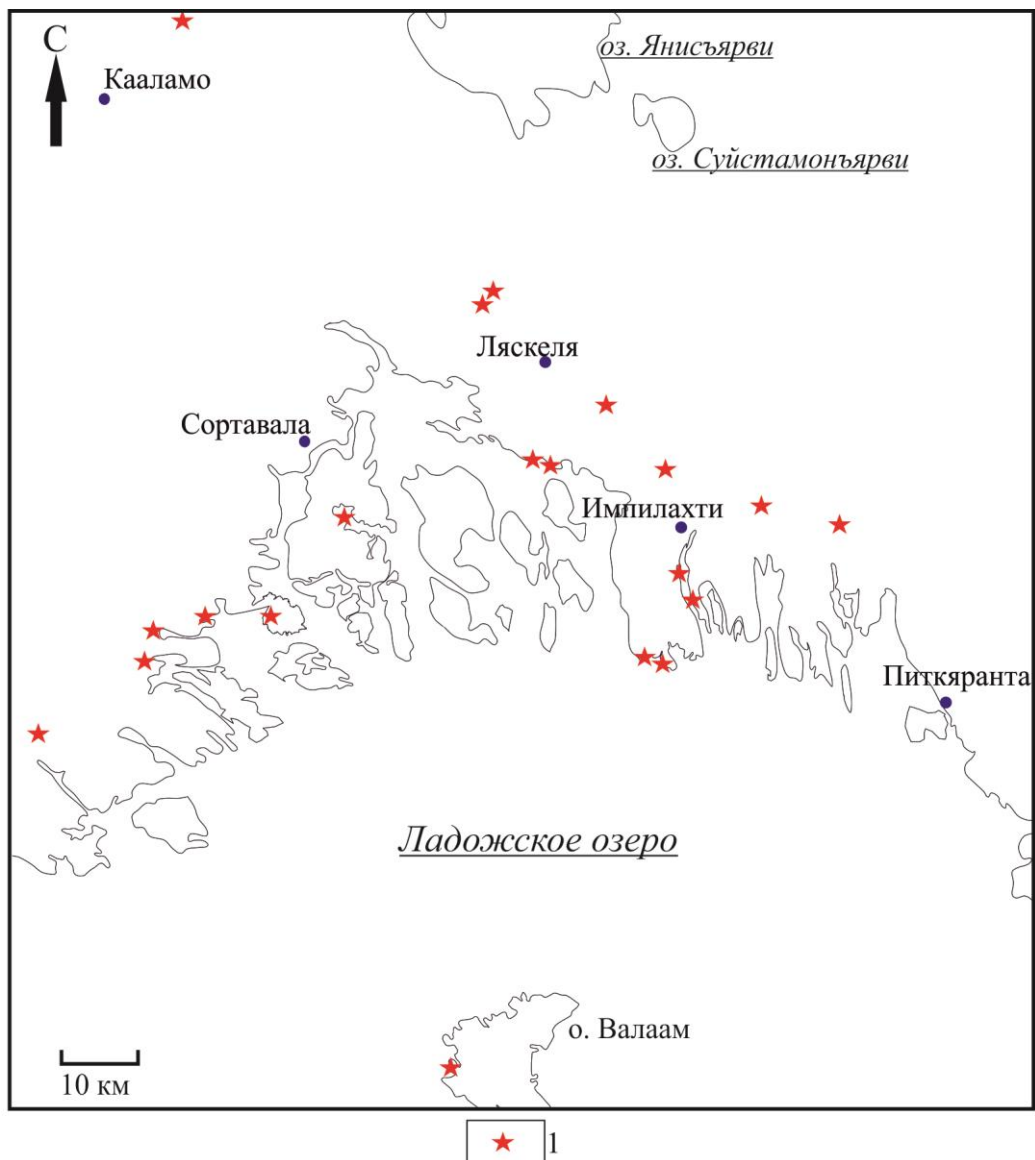 С
оз. Янисъярви
Кааламо
оз. Суйстамонъярви
Ляскеля
Сортавала
Импилахти
Питкяранта
Ладожское озеро
о. Валаам
10 км
1